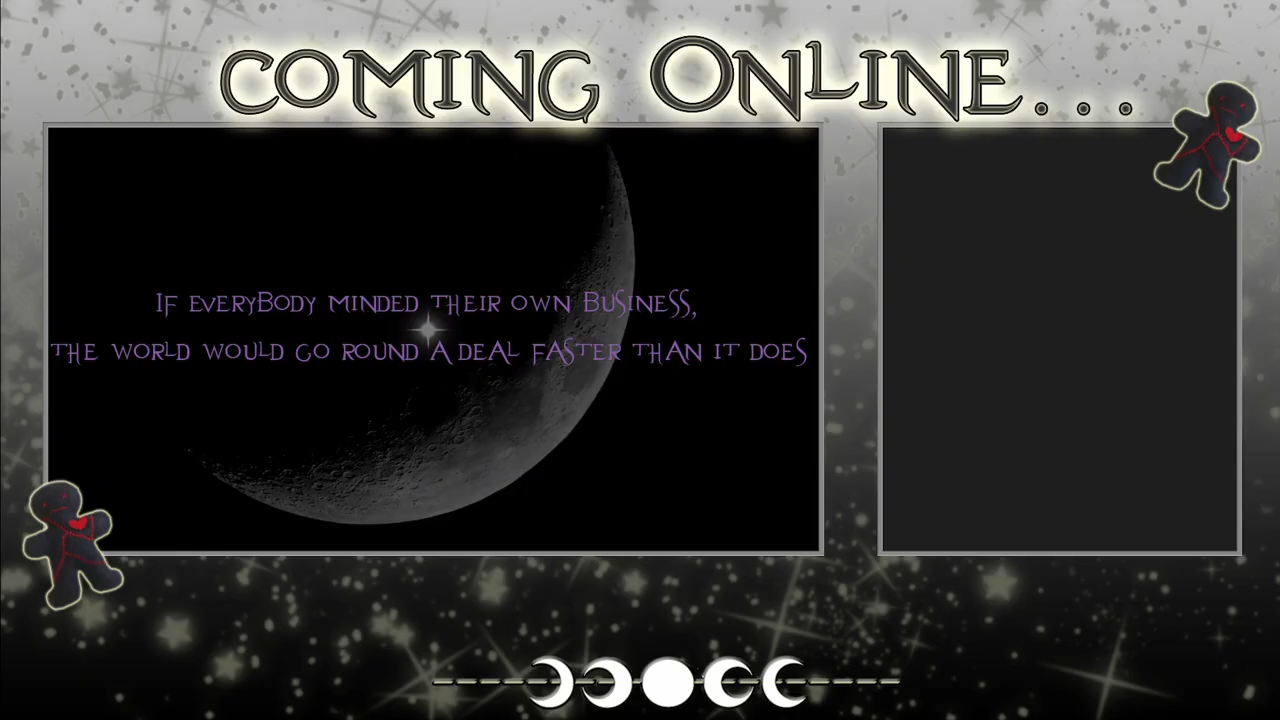 Coming Online...
If everybody minded their own business,
the world would go round a deal faster than it does